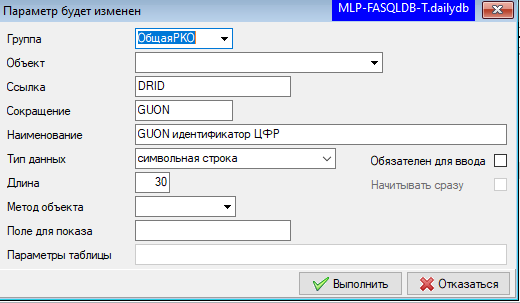 Параметр будет изменен
MLP-FASQLDB-T.dailydb
Группа
ОбщаяРКО
Объект
Ссылка
DRID
Сокращение
GUON
Наименование
GUON идентификатор ЦФР
Тип данных
символьная строка
Обязателен для ввода
Длина
30
Начитывать сразу
Метод объекта
Поле для показа
Параметры таблицы
Выполнить
Отказаться